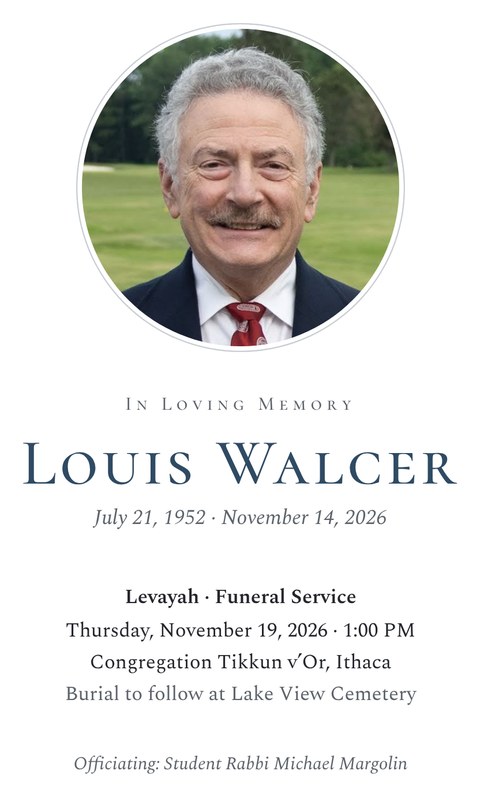 In Loving Memory
Louis Walcer
July 21, 1952 · November 14, 2026
Levayah · Funeral Service
Thursday, November 19, 2026 · 1:00 PM
Congregation Tikkun v’Or, Ithaca
Burial to follow at Lake View Cemetery
Officiating: Student Rabbi Michael Margolin